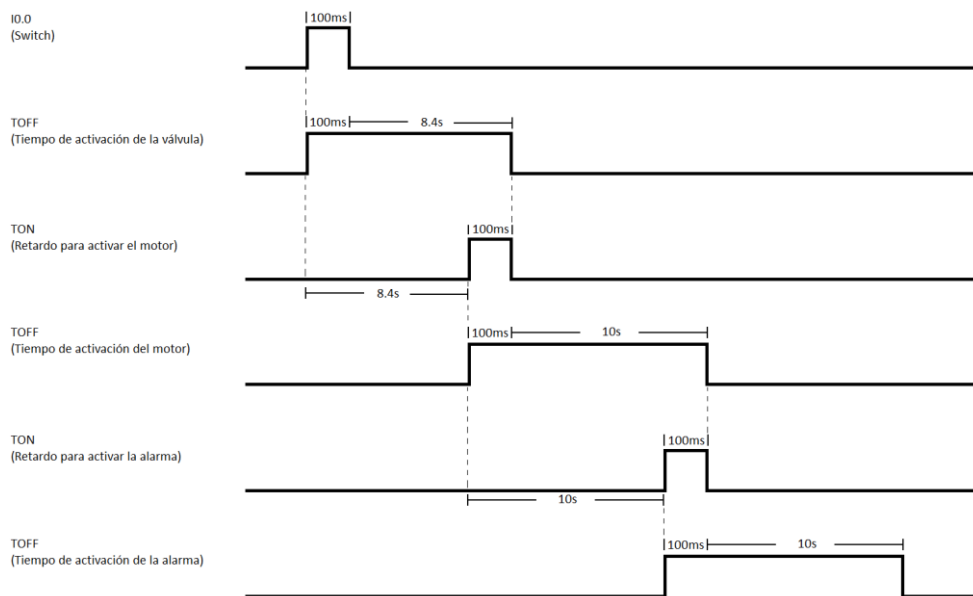 I0.0
(Switch)
100ms
TOFF
(Tiempo de activación de la válvula)
100ms
8.4s
TON
(Retardo para activar el motor)
100ms
8.4s
TOFF
(Tiempo de activación del motor)
100ms
10s
TON
(Retardo para activar la alarma)
100ms
10s
TOFF
(Tiempo de activación de la alarma)
100ms
10s